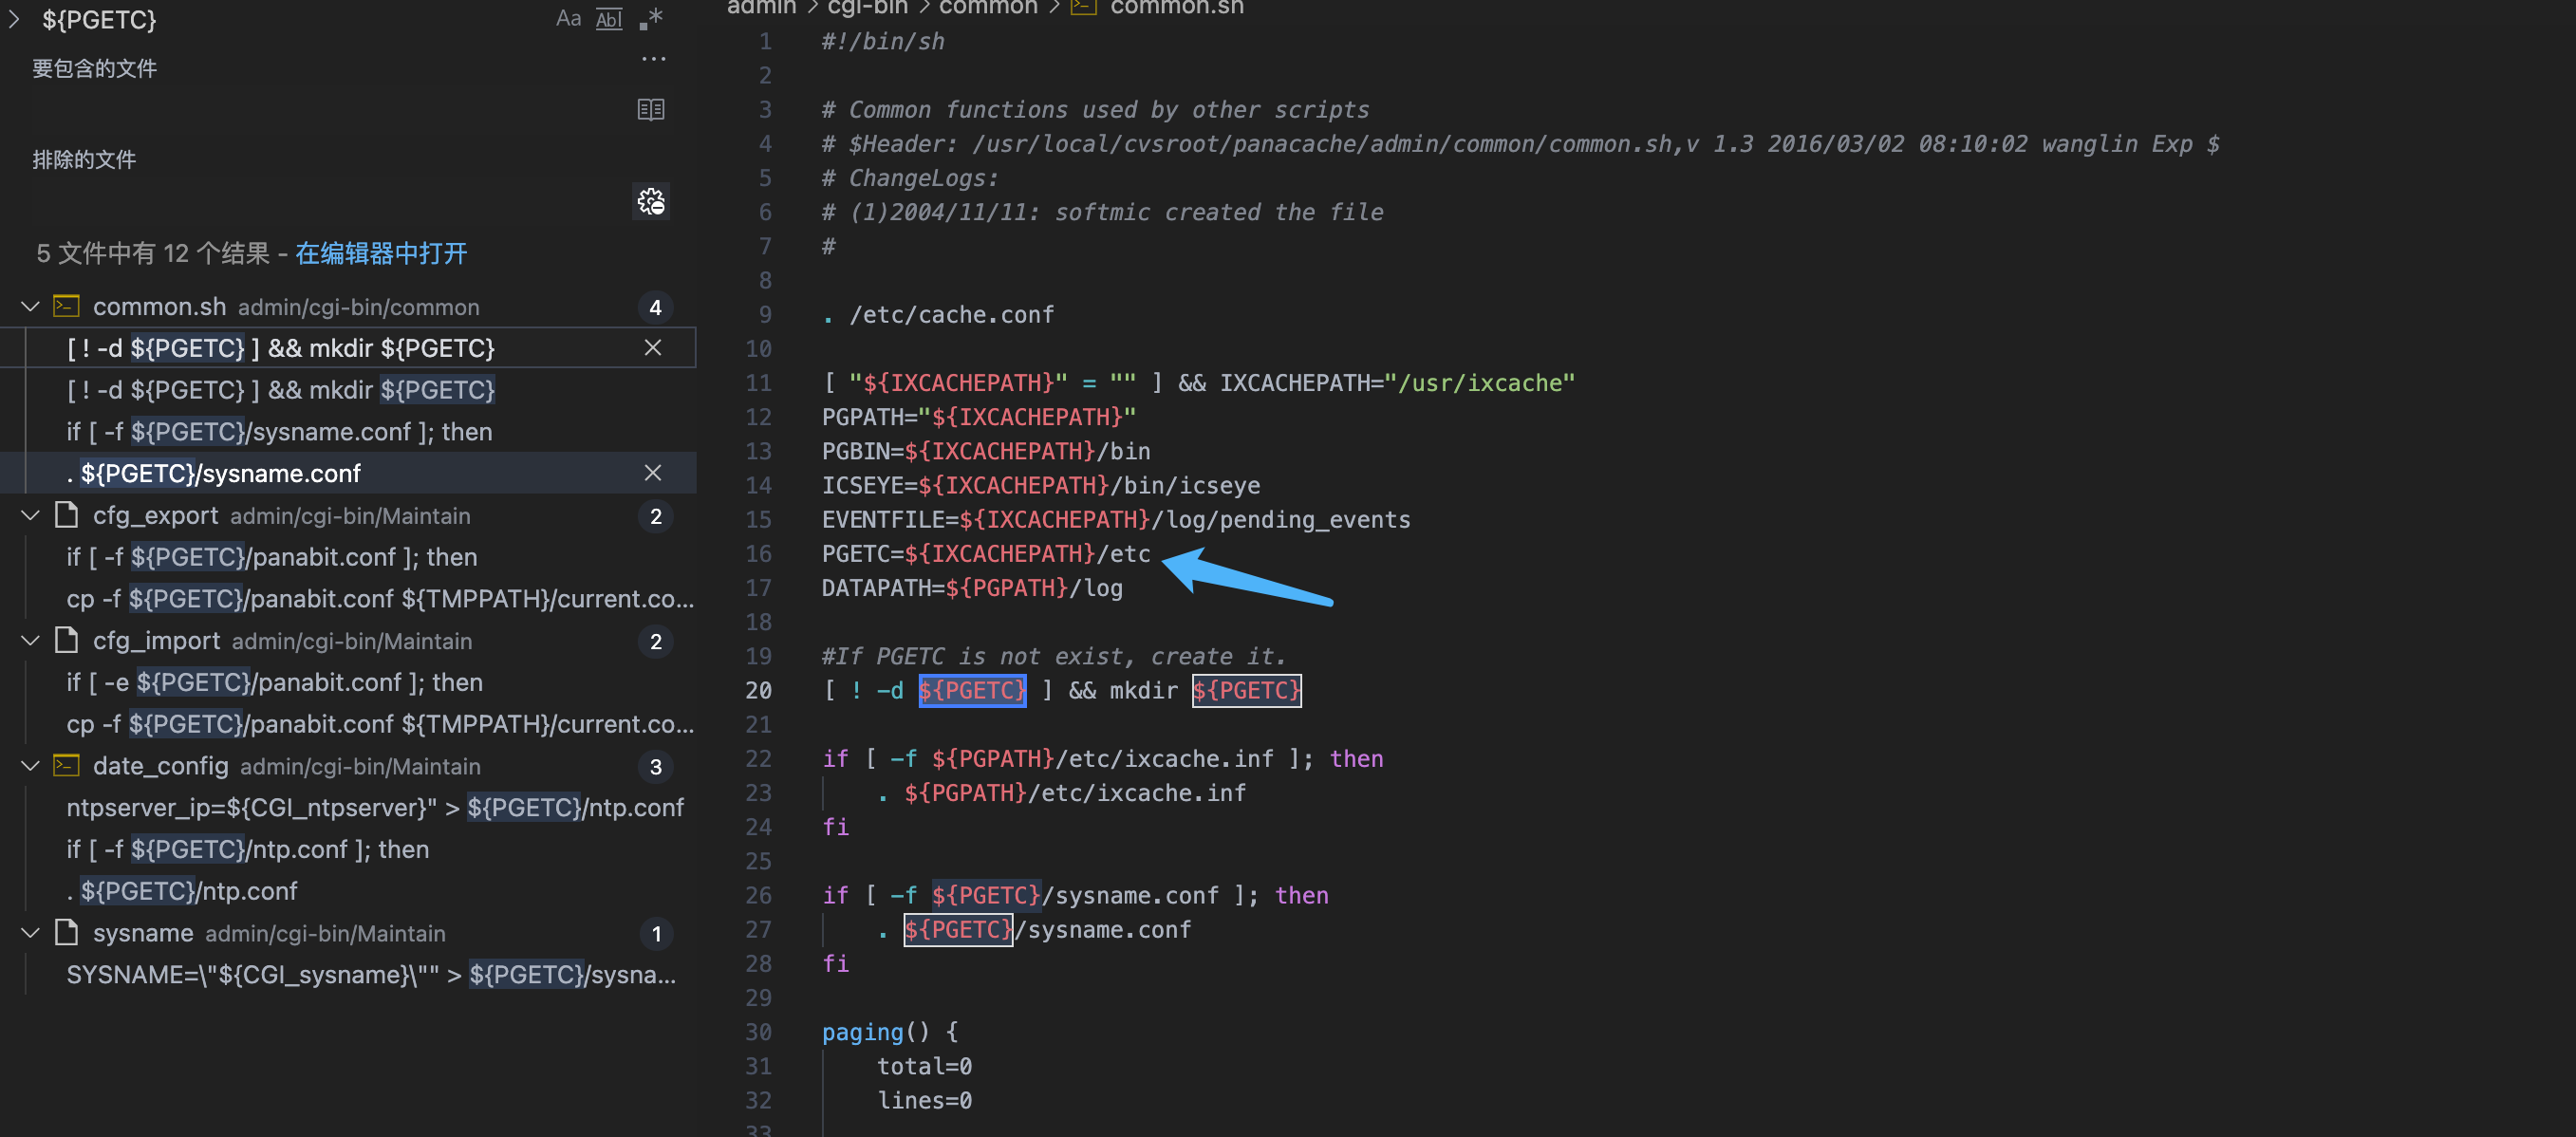 ${PGETC}
Aa Abl .*
要包含的文件
...
排除的文件
5 文件中有 12 个结果 - 在编辑器中打开
common.sh admin/cgi-bin/common 4
[ ! -d ${PGETC} ] && mkdir ${PGETC}
[ ! -d ${PGETC} ] && mkdir ${PGETC}
if [ -f ${PGETC}/sysname.conf ]; then
. ${PGETC}/sysname.conf
cfg_export admin/cgi-bin/Maintain 2
if [ -f ${PGETC}/panabit.conf ]; then
cp -f ${PGETC}/panabit.conf ${TMPPATH}/current.co...
cfg_import admin/cgi-bin/Maintain 2
if [ -e ${PGETC}/panabit.conf ]; then
cp -f ${PGETC}/panabit.conf ${TMPPATH}/current.co...
date_config admin/cgi-bin/Maintain 3
ntpserver_ip=${CGI_ntpserver}" > ${PGETC}/ntp.conf
if [ -f ${PGETC}/ntp.conf ]; then
. ${PGETC}/ntp.conf
sysname admin/cgi-bin/Maintain 1
SYSNAME=\"${CGI_sysname}\"" > ${PGETC}/sysna...
admin > cgi-bin > common > common.sh
1 #!/bin/sh
2
3 # Common functions used by other scripts
4 # $Header: /usr/local/cvsroot/panacache/admin/common/common.sh,v 1.3 2016/03/02 08:10:02 wanglin Exp $
5 # ChangeLogs:
6 # (1)2004/11/11: softmic created the file
7 #
8
9 . /etc/cache.conf
10
11 [ "${IXCACHEPATH}" = "" ] && IXCACHEPATH="/usr/ixcache"
12 PGPATH="${IXCACHEPATH}"
13 PGBIN=${IXCACHEPATH}/bin
14 ICSEYE=${IXCACHEPATH}/bin/icseye
15 EVENTFILE=${IXCACHEPATH}/log/pending_events
16 PGETC=${IXCACHEPATH}/etc
17 DATAPATH=${PGPATH}/log
18
19 #If PGETC is not exist, create it.
20 [ ! -d ${PGETC} ] && mkdir ${PGETC}
21
22 if [ -f ${PGPATH}/etc/ixcache.inf ]; then
23 . ${PGPATH}/etc/ixcache.inf
24 fi
25
26 if [ -f ${PGETC}/sysname.conf ]; then
27 . ${PGETC}/sysname.conf
28 fi
29
30 paging() {
31 total=0
32 lines=0
33